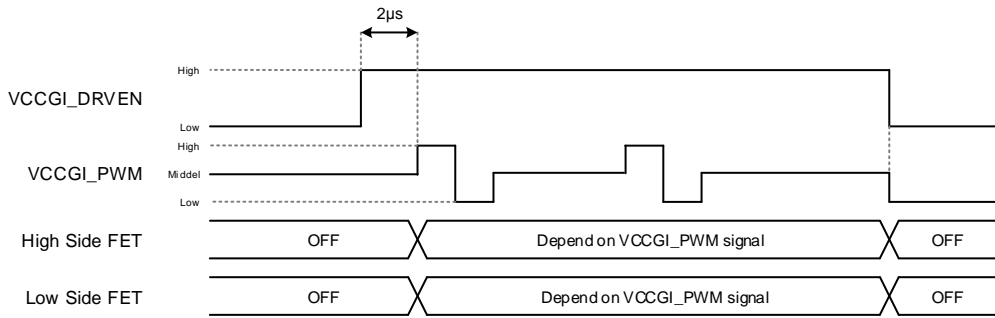 2μs
High
VCCGI_DRVEN
Low
High
VCCGI_PWM Middel
Low
High Side FET OFF Depend on VCCGI_PWM signal OFF
Low Side FET OFF Depend on VCCGI_PWM signal OFF